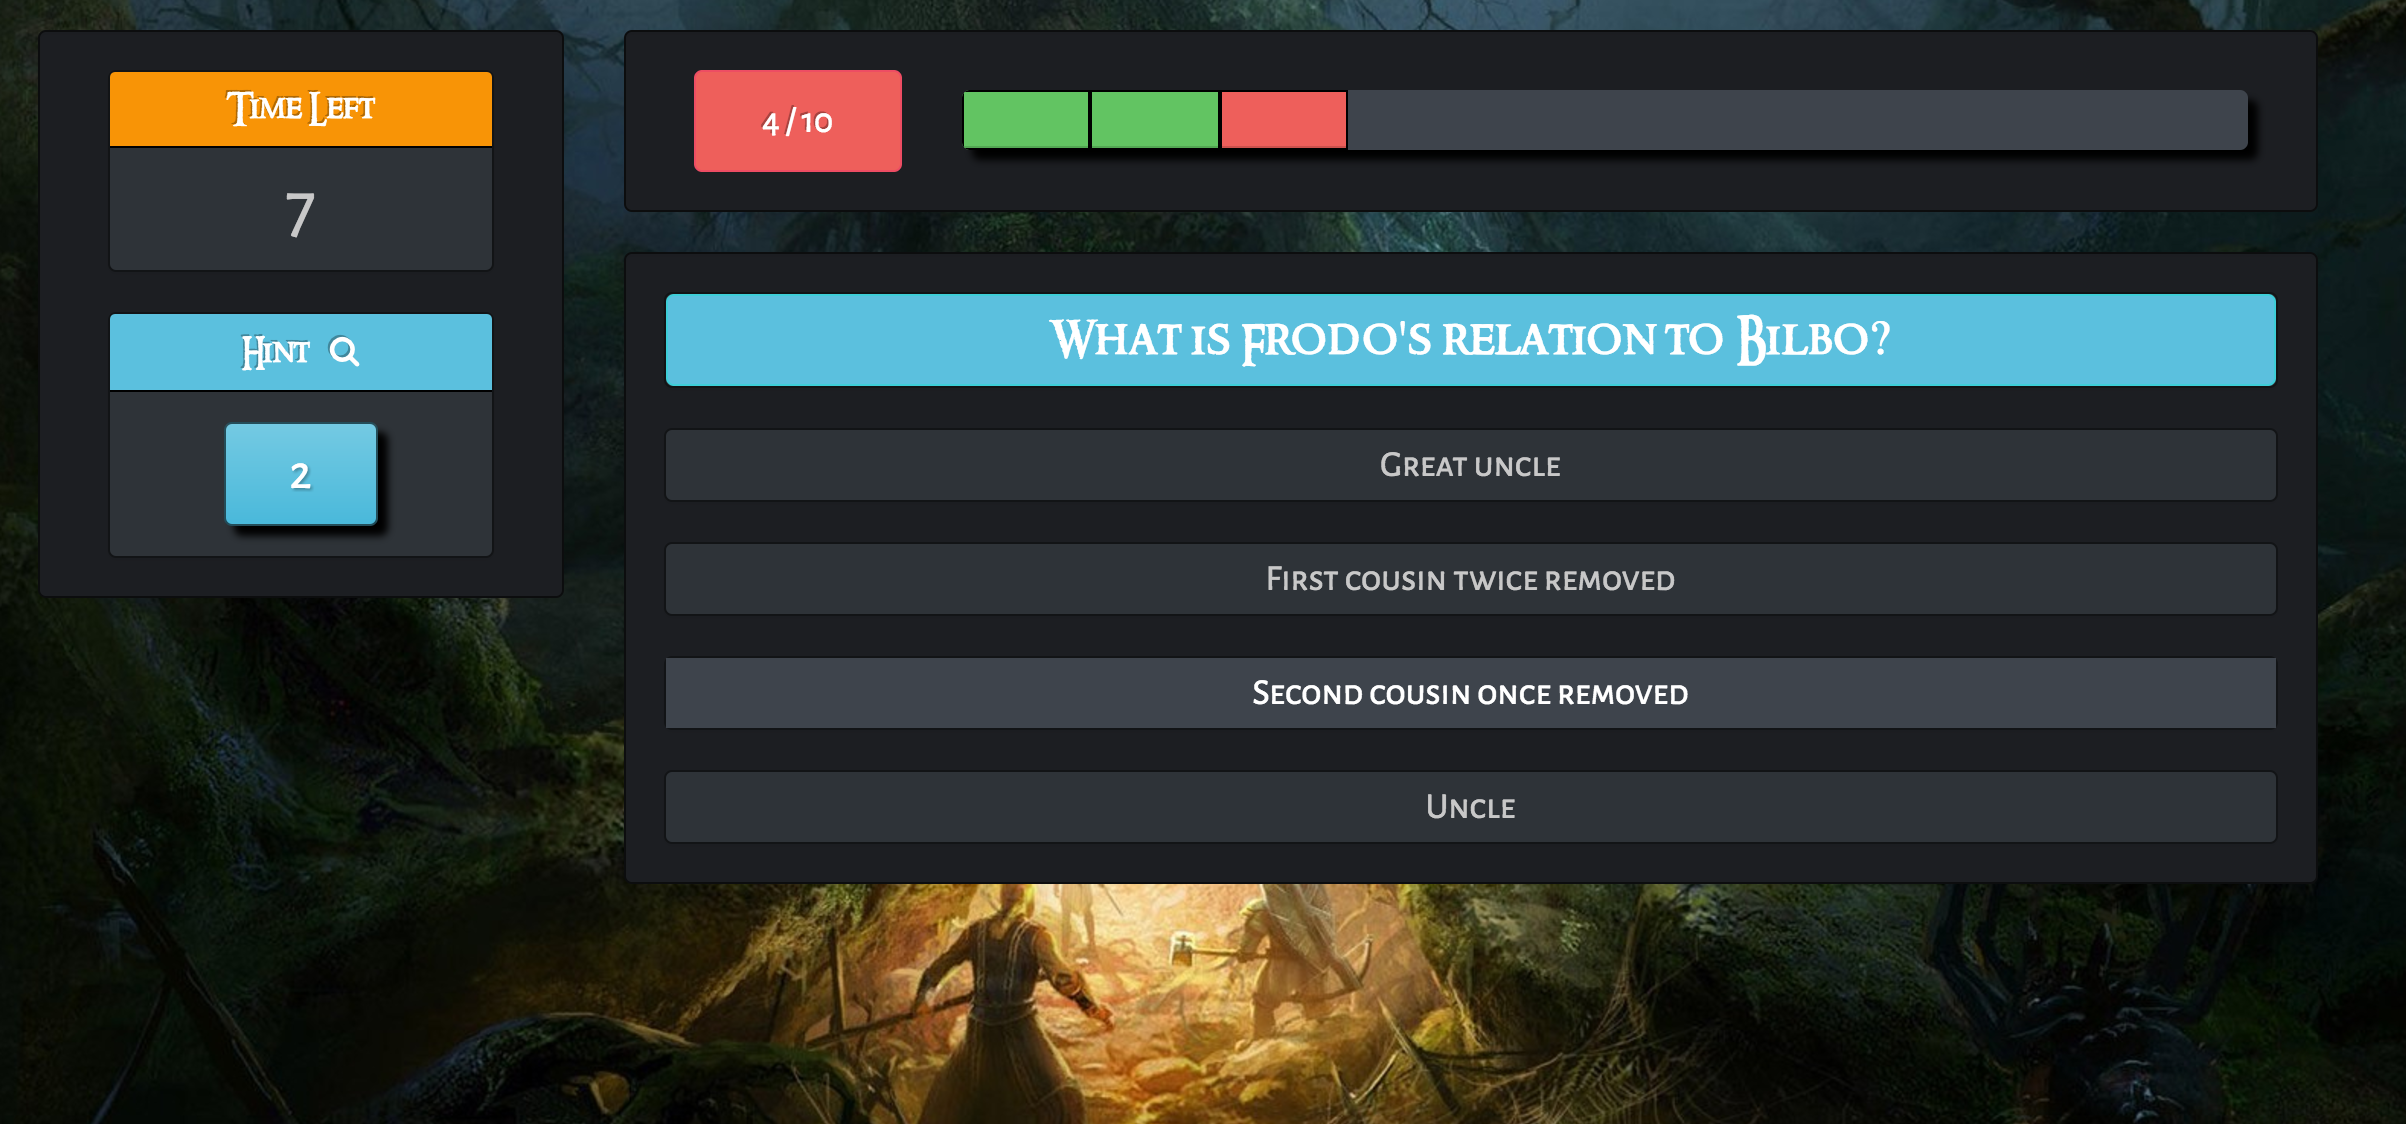 Time Left
7
Hint
2
4/10
What is Frodo's relation to Bilbo?
Great uncle
First cousin twice removed
Second cousin once removed
Uncle